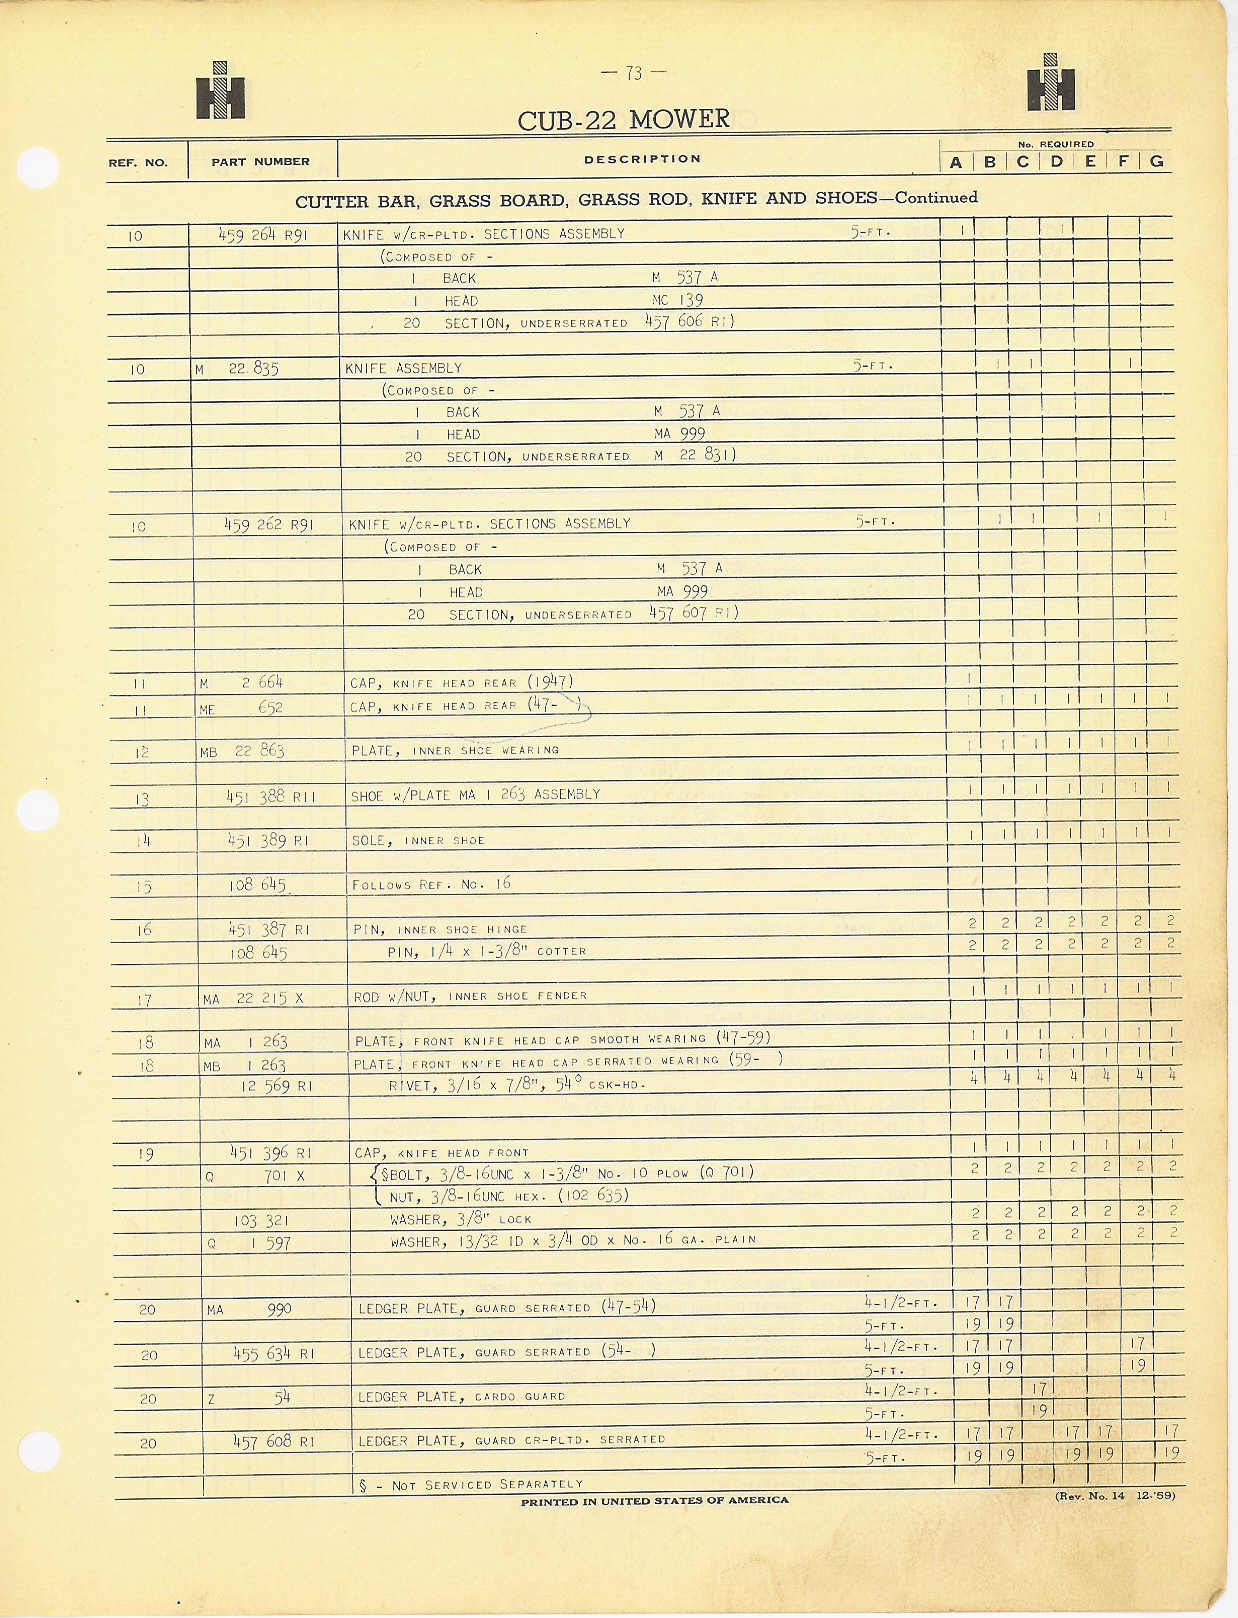 — 73 —
CUB-22 MOWER
REF. NO. PART NUMBER DESCRIPTION No. REQUIRED
A B C D E F G
CUTTER BAR, GRASS BOARD, GRASS ROD, KNIFE AND SHOES—Continued
10 459 264 R91 KNIFE W/CR-PLTD. SECTIONS ASSEMBLY 5-FT. 1 1
(COMPOSED OF -
1 BACK M 537 A
1 HEAD MC 139
20 SECTION, UNDERSERRATED 457 606 R1)
10 M 22 835 KNIFE ASSEMBLY 5-FT. 1 1 1
(COMPOSED OF -
1 BACK M 537 A
1 HEAD MA 999
20 SECTION, UNDERSERRATED M 22 831)
10 459 262 R91 KNIFE W/CR-PLTD. SECTIONS ASSEMBLY 5-FT. 1 1 1 1
(COMPOSED OF -
1 BACK M 537 A
1 HEAD MA 999
20 SECTION, UNDERSERRATED 457 607 R1)
11 M 2 664 CAP, KNIFE HEAD REAR (1947) 1
11 ME 652 CAP, KNIFE HEAD REAR (47- ) 1 1 1 1 1 1 1
12 MB 22 863 PLATE, INNER SHOE WEARING 1 1 1 1 1 1 1
13 451 388 R11 SHOE W/PLATE MA 1 263 ASSEMBLY 1 1 1 1 1 1 1
14 451 389 R1 SOLE, INNER SHOE 1 1 1 1 1 1 1
15 108 645 FOLLOWS REF. NO. 16
16 451 387 R1 PIN, INNER SHOE HINGE 2 2 2 2 2 2 2
108 645 PIN, 1/4 X 1-3/8" COTTER 2 2 2 2 2 2 2
17 MA 22 215 X ROD W/NUT, INNER SHOE FENDER 1 1 1 1 1 1 1
18 MA 1 263 PLATE, FRONT KNIFE HEAD CAP SMOOTH WEARING (47-59) 1 1 1 1 1 1
18 MB 1 263 PLATE, FRONT KNIFE HEAD CAP SERRATED WEARING (59- ) 1 1 1 1 1 1 1
12 569 R1 RIVET, 3/16 X 7/8", 54° CSK-HD. 4 4 4 4 4 4 4
19 451 396 R1 CAP, KNIFE HEAD FRONT 1 1 1 1 1 1 1
Q 701 X {§BOLT, 3/8-16UNC X 1-3/8" NO. 10 PLOW (Q 701) 2 2 2 2 2 2 2
NUT, 3/8-16UNC HEX. (102 635)
103 321 WASHER, 3/8" LOCK 2 2 2 2 2 2 2
Q 1 597 WASHER, 13/32 ID X 3/4 OD X NO. 16 GA. PLAIN 2 2 2 2 2 2 2
20 MA 990 LEDGER PLATE, GUARD SERRATED (47-54) 4-1/2-FT. 17 17
5-FT. 19 19
20 455 634 R1 LEDGER PLATE, GUARD SERRATED (54- ) 4-1/2-FT. 17 17 17
5-FT. 19 19 19
20 Z 54 LEDGER PLATE, CARDO GUARD 4-1/2-FT. 17
5-FT. 19
20 457 608 R1 LEDGER PLATE, GUARD CR-PLTD. SERRATED 4-1/2-FT. 17 17 17 17 17
5-FT. 19 19 19 19 19
§ - NOT SERVICED SEPARATELY
PRINTED IN UNITED STATES OF AMERICA (Rev. No. 14 12-'59)